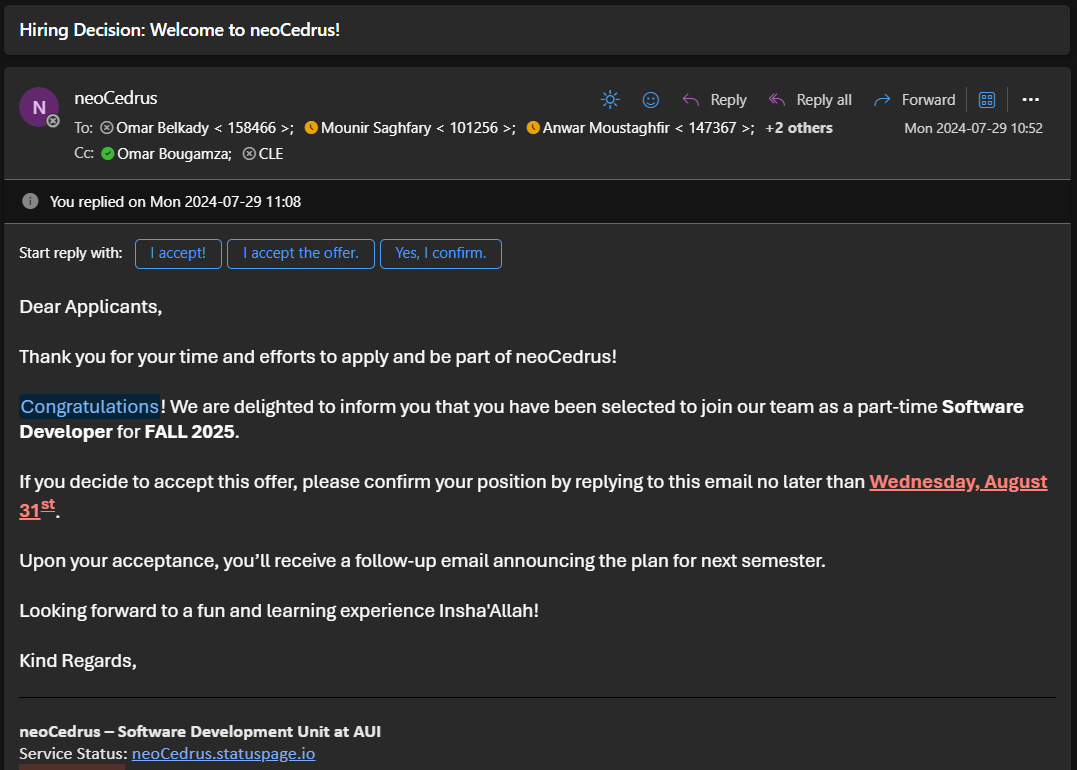 Hiring Decision: Welcome to neoCedrus!
N
neoCedrus
Reply
Reply all
Forward
To: Omar Belkady < 158466 >; Mounir Saghfary < 101256 >; Anwar Moustaghfir < 147367 >; +2 others
Mon 2024-07-29 10:52
Cc: Omar Bougamza; CLE
You replied on Mon 2024-07-29 11:08
Start reply with: I accept! I accept the offer. Yes, I confirm.
Dear Applicants,
Thank you for your time and efforts to apply and be part of neoCedrus!
Congratulations! We are delighted to inform you that you have been selected to join our team as a part-time Software
Developer for FALL 2025.
If you decide to accept this offer, please confirm your position by replying to this email no later than Wednesday, August
31st.
Upon your acceptance, you’ll receive a follow-up email announcing the plan for next semester.
Looking forward to a fun and learning experience Insha'Allah!
Kind Regards,
neoCedrus – Software Development Unit at AUI
Service Status: neoCedrus.statuspage.io